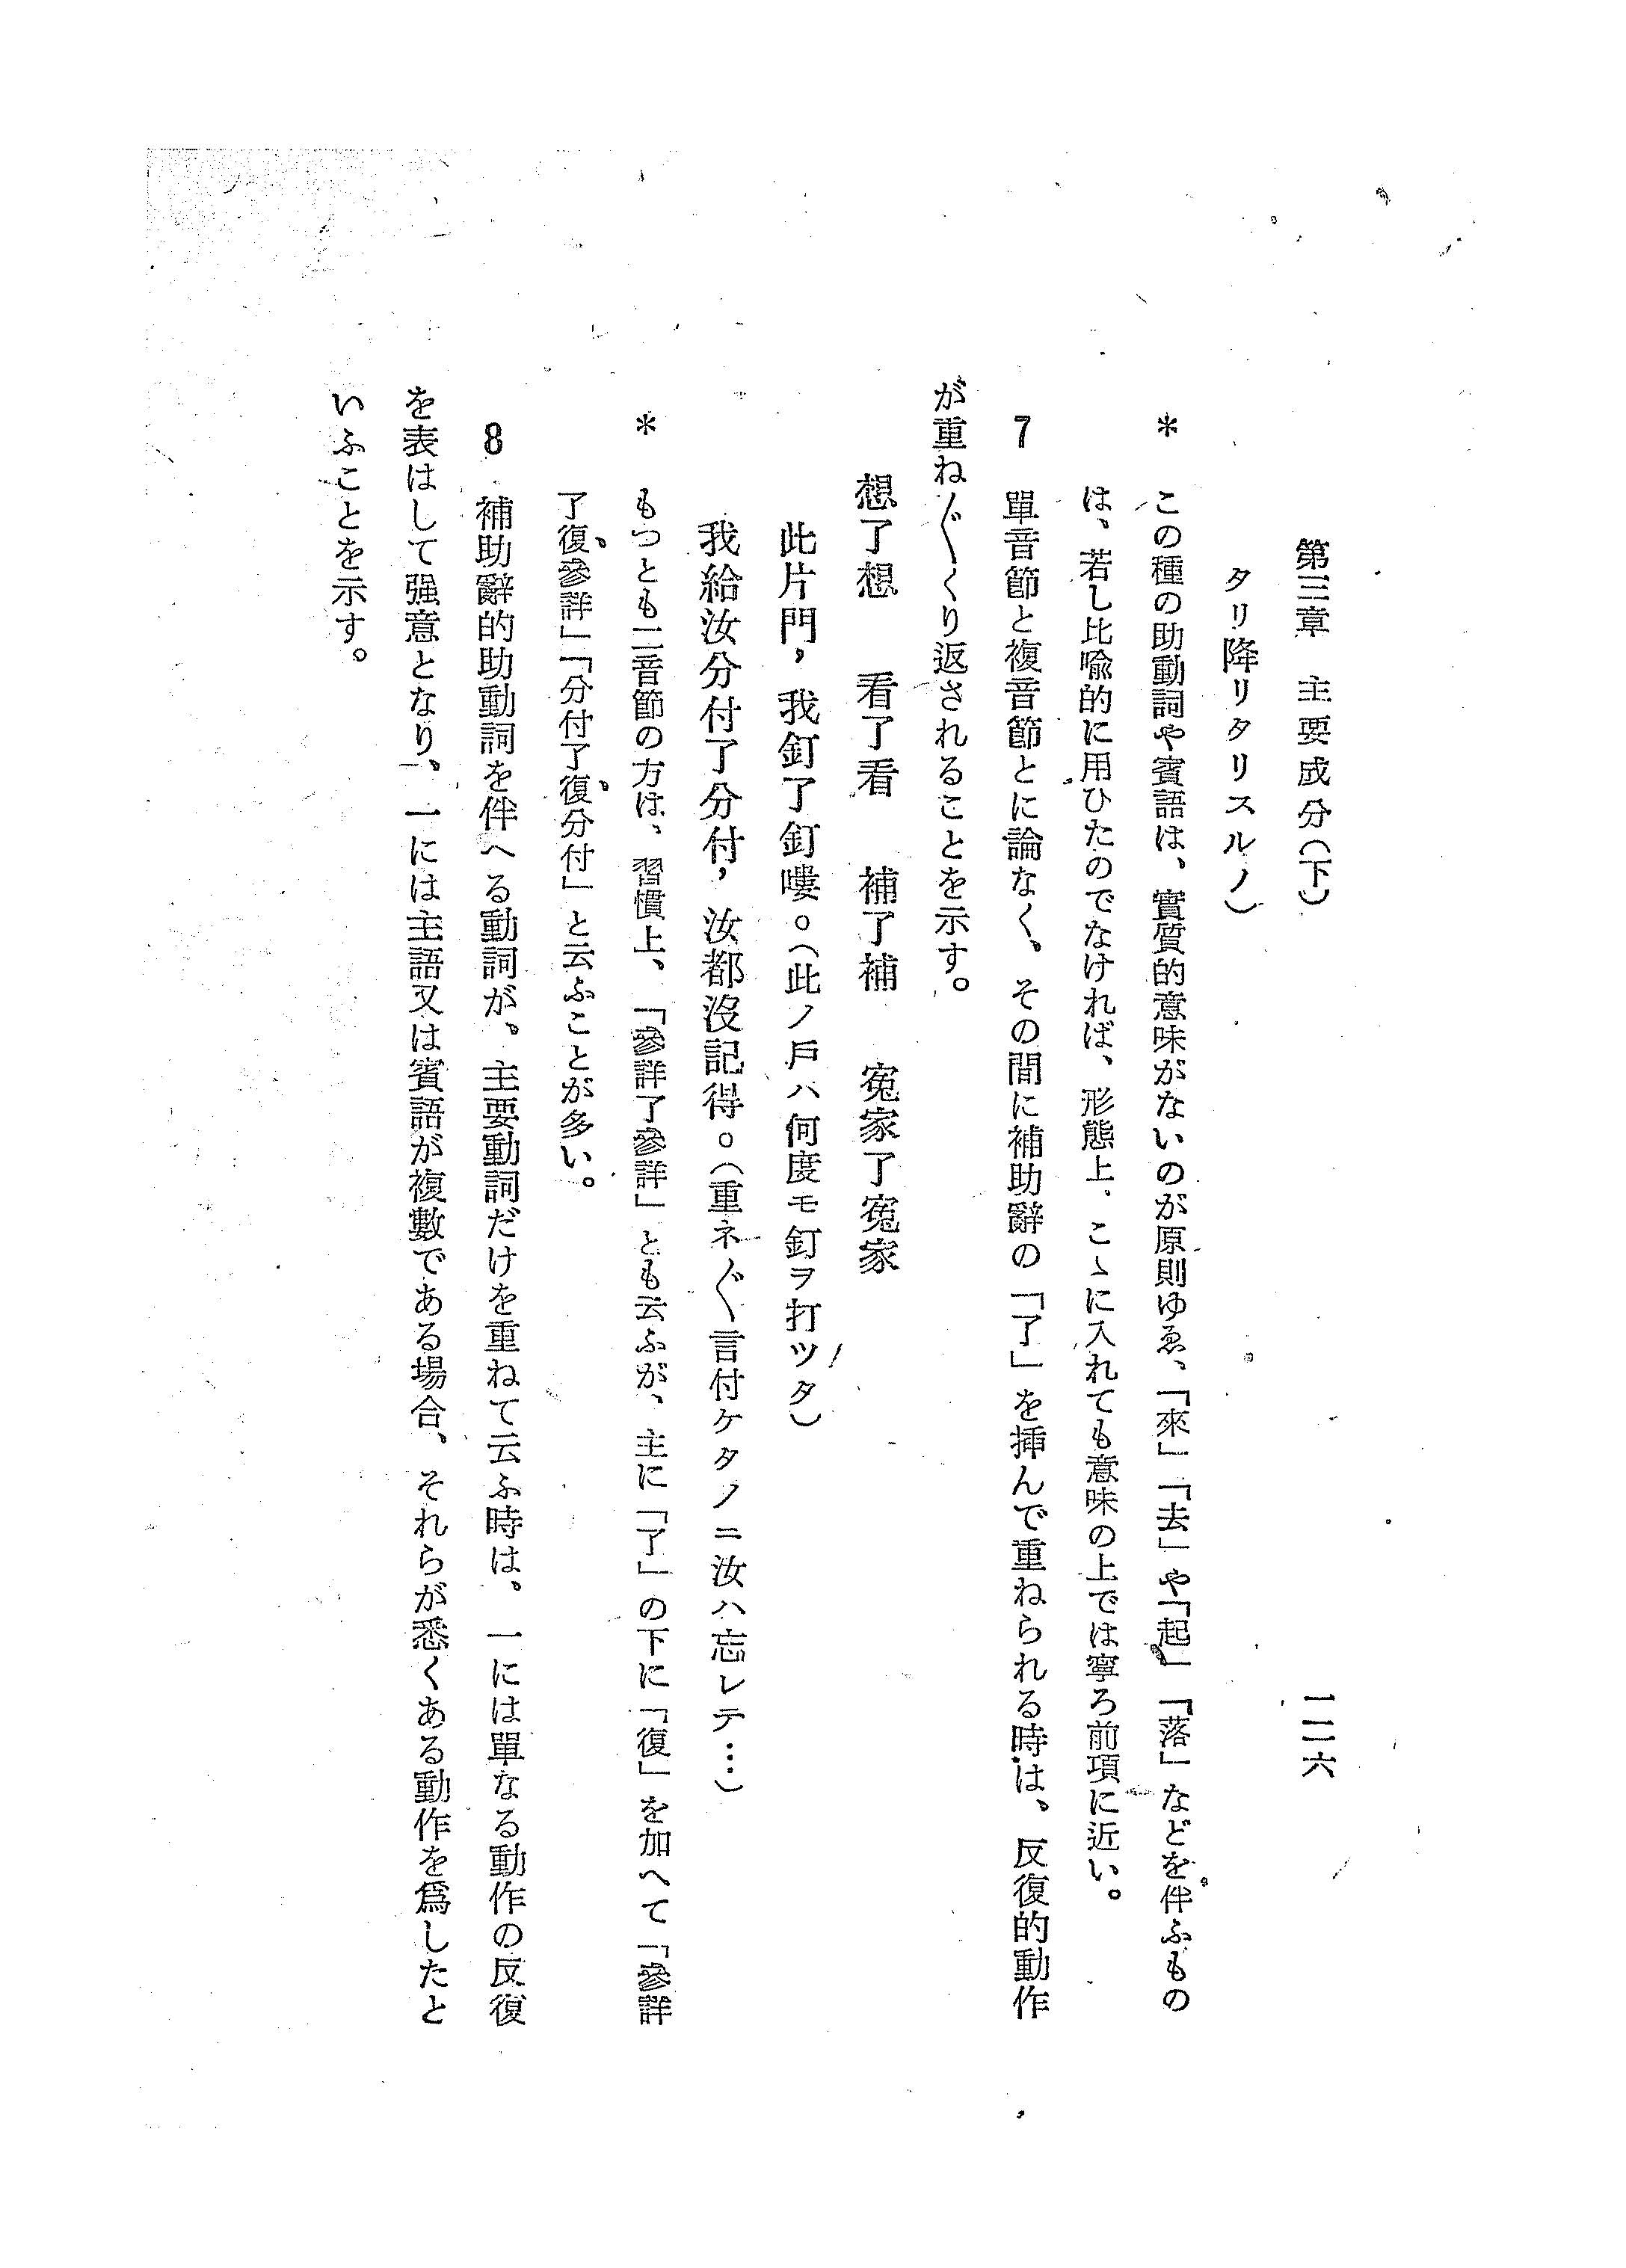 第三章　主要成分（下）　一二六
タリ降リタリスルノ）
＊　この種の助動詞や賓語は、實質的意味がないのが原則ゆゑ、「來」「去」や「起」「落」などを伴ふもの
は、若し比喩的に用ひたのでなければ、形態上、こゝに入れても意味の上では寧ろ前項に近い。
7　單音節と複音節とに論なく、その間に補助辭の「了」を挿んで重ねられる時は、反復的動作
が重ね〴〵くり返されることを示す。
想了想　看了看　補了補　寃家了寃家
此片門，我釘了釘嘍。（此ノ戶ハ何度モ釘ヲ打ツタ）
我給汝分付了分付，汝都沒記得。（重ネ〴〵言付ケタノニ汝ハ忘レテ…）
＊　もつとも二音節の方は、習慣上、「參詳了參詳」とも云ふが、主に「了」の下に「復」を加へて「參詳
了復參詳」「分付了復分付」と云ふことが多い。
8　補助辭的助動詞を伴へる動詞が、主要動詞だけを重ねて云ふ時は、一には單なる動作の反復
を表はして强意となり、一には主語又は賓語が複數である場合、それらが悉くある動作を爲したと
いふことを示す。